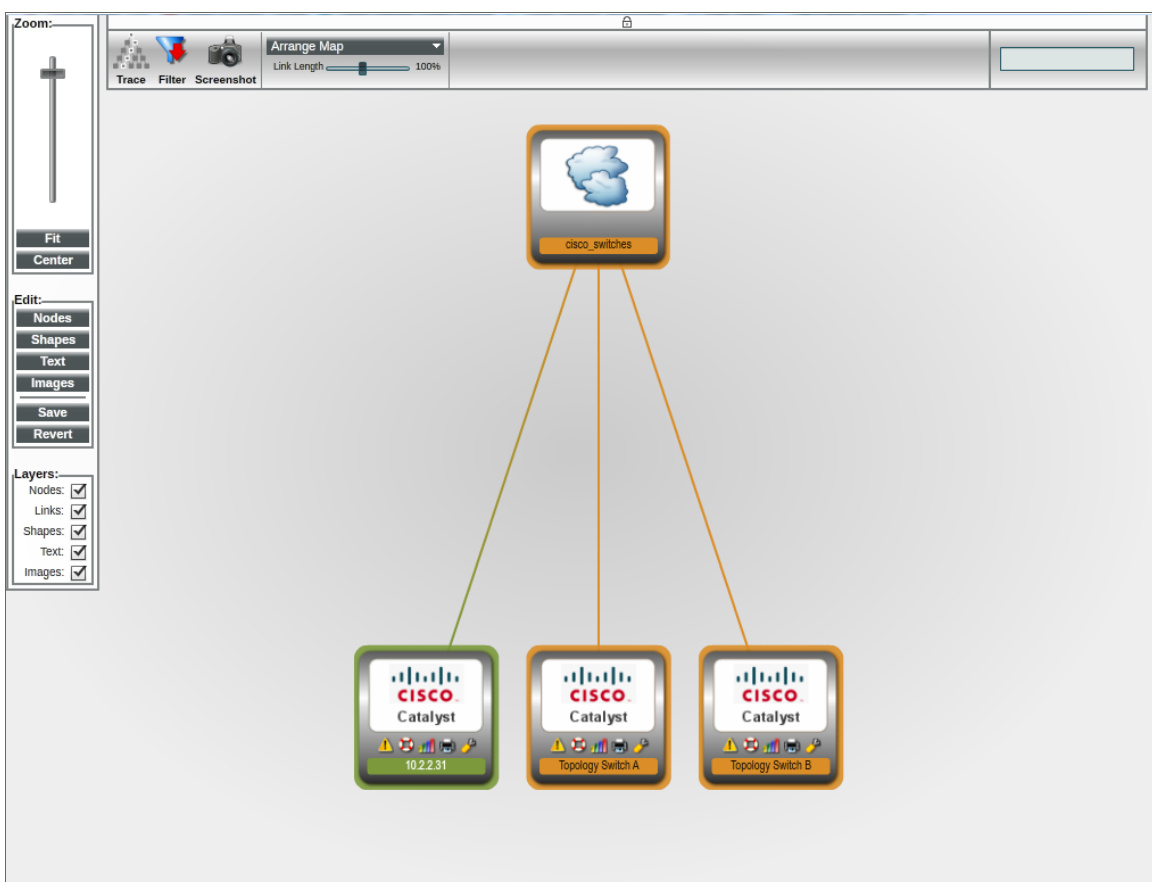 Zoom:
Fit
Center
Edit:
Nodes
Shapes
Text
Images
Save
Revert
Layers:
Nodes:
Links:
Shapes:
Text:
Images:
Trace
Filter
Screenshot
Arrange Map
Link Length
100%
cisco_switches
CISCO
Catalyst
10.2.2.31
CISCO
Catalyst
Topology Switch A
CISCO
Catalyst
Topology Switch B